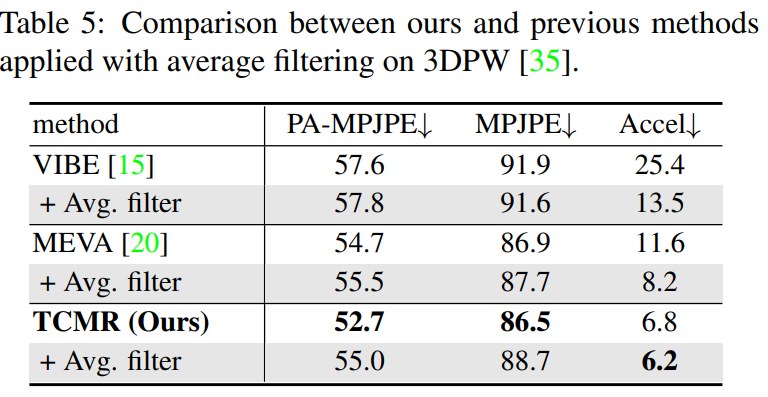 Table 5: Comparison between ours and previous methods
applied with average filtering on 3DPW [35].
method PA-MPJPE↓ MPJPE↓ Accel↓
VIBE [15] 57.6 91.9 25.4
+ Avg. filter 57.8 91.6 13.5
MEVA [20] 54.7 86.9 11.6
+ Avg. filter 55.5 87.7 8.2
TCMR (Ours) 52.7 86.5 6.8
+ Avg. filter 55.0 88.7 6.2